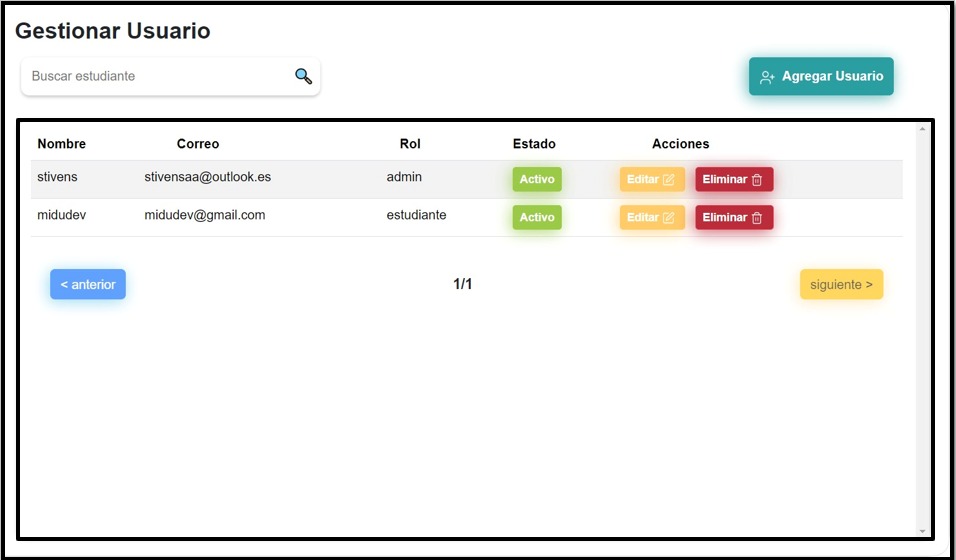 Gestionar Usuario
Buscar estudiante
Agregar Usuario
Nombre Correo Rol Estado Acciones
stivens stivensaa@outlook.es admin Activo Editar Eliminar
midudev midudev@gmail.com estudiante Activo Editar Eliminar
< anterior 1/1 siguiente >